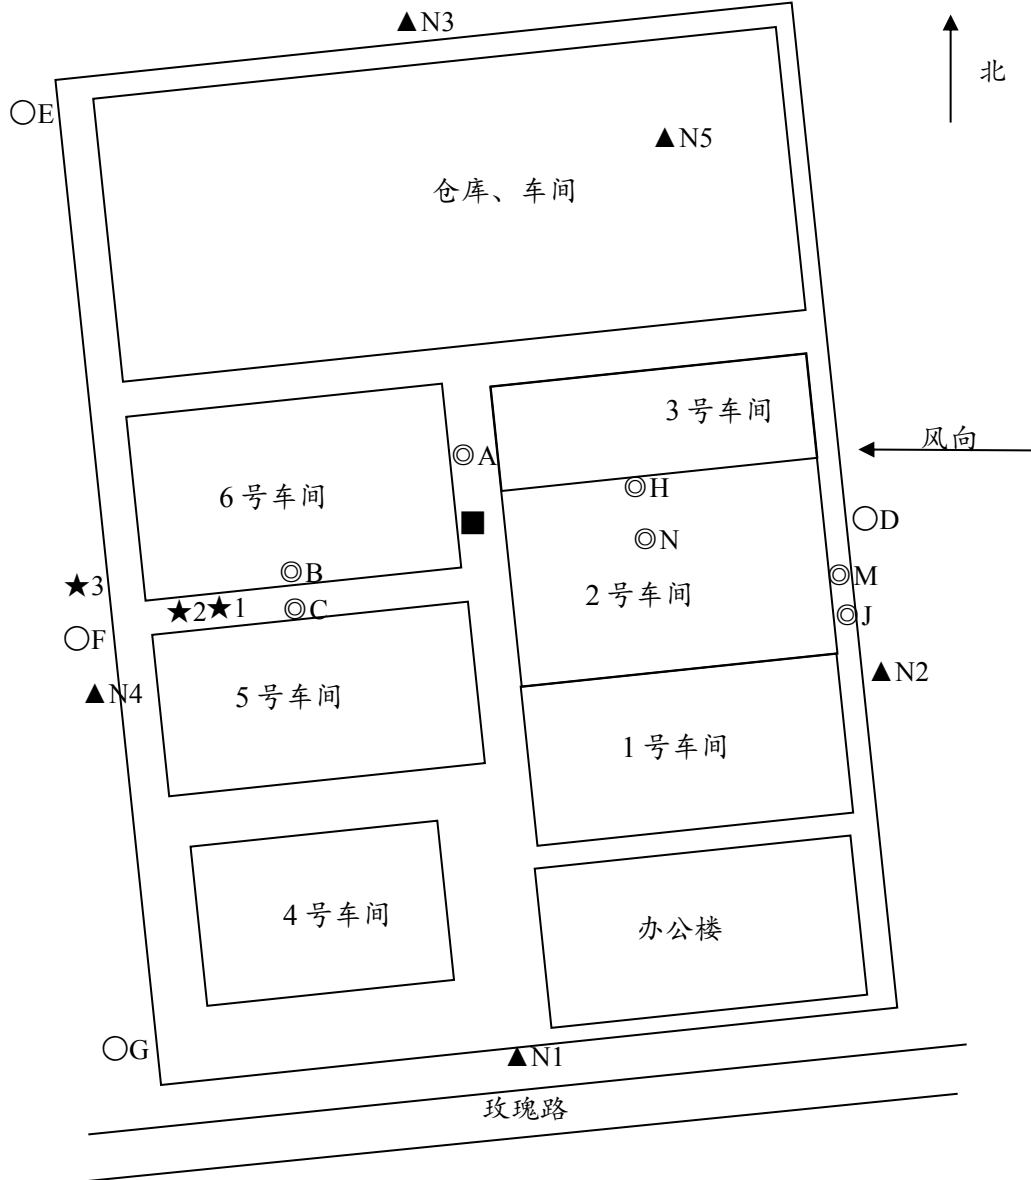 ▲N3
北
○E
▲N5
仓库、车间
3 号车间
风向
◎A
6 号车间
◎H
■
○D
◎N
◎B
★3
◎M
2 号车间
★2★1
◎C
◎J
○F
▲N4
5 号车间
▲N2
1 号车间
4 号车间
办公楼
○G
▲N1
玫瑰路